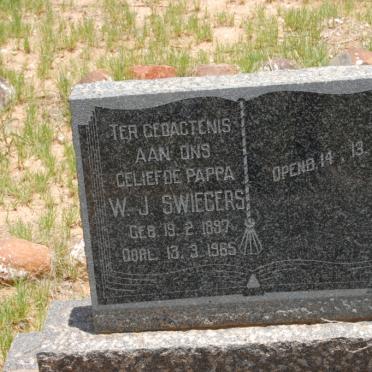 TER GEDAGTENIS
AAN ONS
GELIEFDE PAPPA
W. J. SWIEGERS
GEB. 19. 2. 1897
OORL. 13. 3. 1965
OPENB. 14 : 13